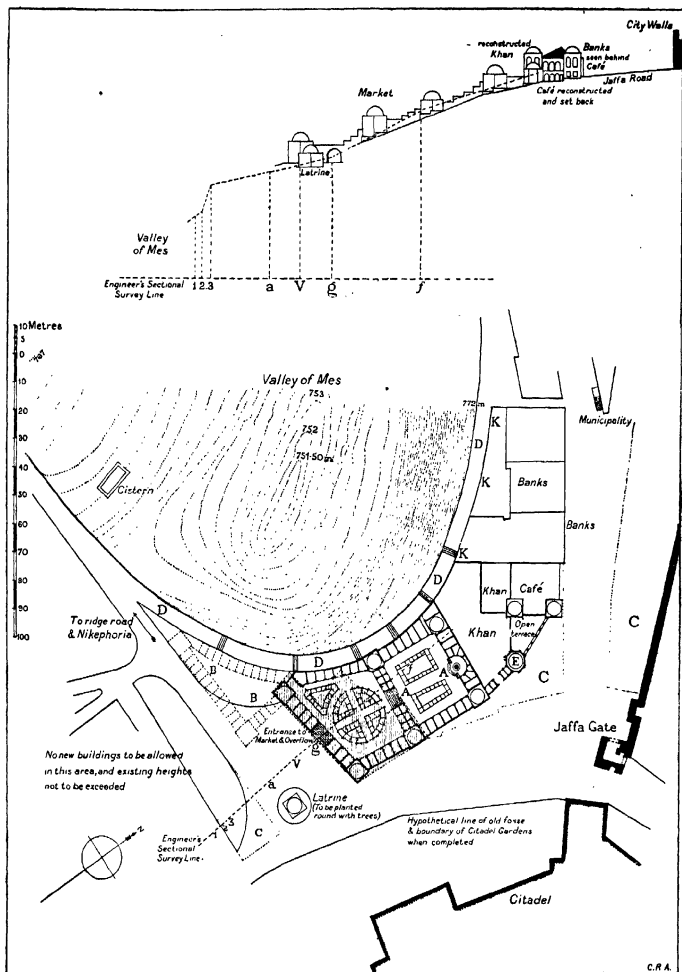 City Walls
reconstructed
Khan
Banks
seen behind
Café
Jaffa Road
Café reconstructed
and set back
Market
Latrine
Valley
of Mes
Engineer's Sectional
Survey Line
1 2. 3
a
V
g
f
10 Metres
5
0
10
20
30
40
50
60
70
80
90
100
Valley of Mes
753
752
751·50 m
772 m
Cistern
K
D
K
K
D
D
D
Municipality
Banks
Banks
Khan
Café
Khan
Open
terrace
E
C
C
To ridge road
& Nikephoria
B
B
A
A
Entrance to
Market & Overflow
g
V
a
Jaffa Gate
No new buildings to be allowed
in this area, and existing heights
not to be exceeded
Latrine
(To be planted
round with trees)
1 2 3
C
Engineer's
Sectional
Survey Line
Hypothetical line of old fosse
& boundary of Citadel Gardens
when completed
Citadel
C.R.A.